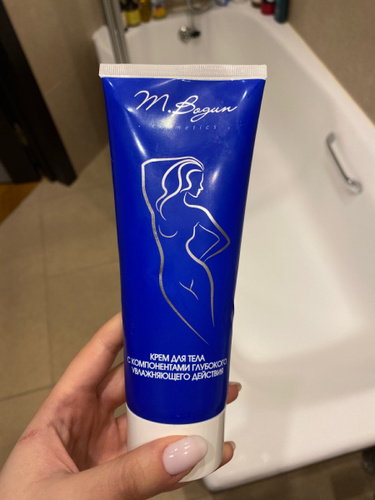 M. Bogun
cosmetics
КРЕМ ДЛЯ ТЕЛА
С КОМПОНЕНТАМИ ГЛУБОКОГО
УВЛАЖНЯЮЩЕГО ДЕЙСТВИЯ